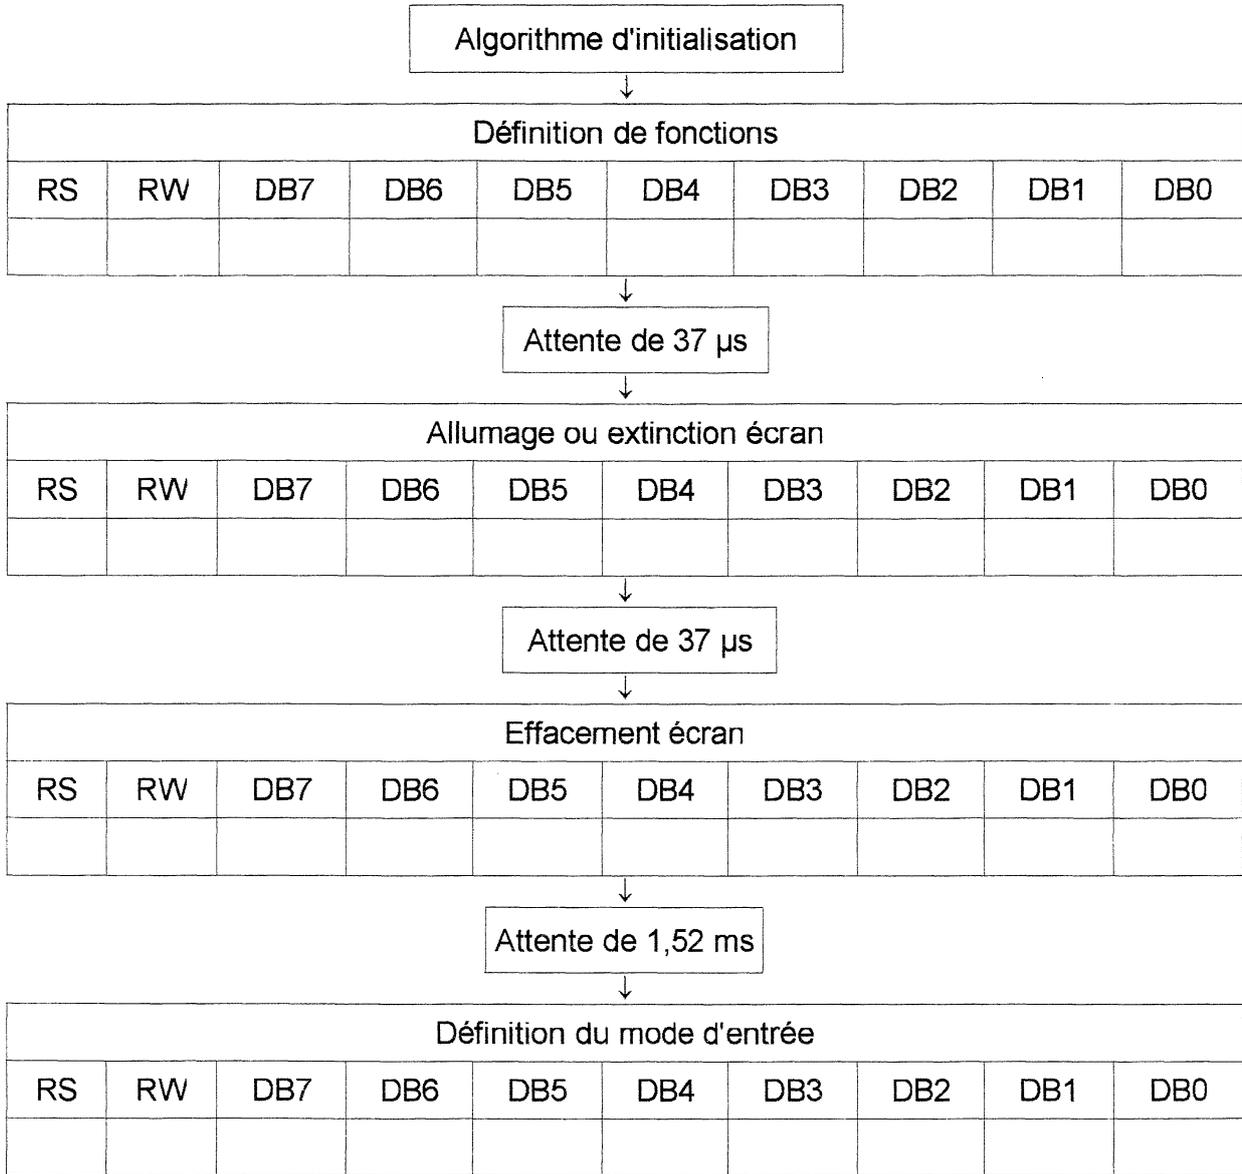 Algorithme d'initialisation
Définition de fonctions
RS RW DB7 DB6 DB5 DB4 DB3 DB2 DB1 DB0
Attente de 37 µs
Allumage ou extinction écran
RS RW DB7 DB6 DB5 DB4 DB3 DB2 DB1 DB0
Attente de 37 µs
Effacement écran
RS RW DB7 DB6 DB5 DB4 DB3 DB2 DB1 DB0
Attente de 1,52 ms
Définition du mode d'entrée
RS RW DB7 DB6 DB5 DB4 DB3 DB2 DB1 DB0